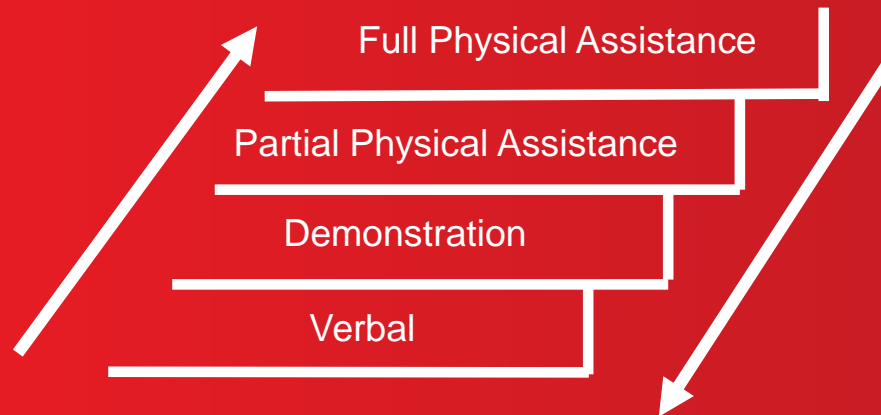 Full Physical Assistance
Partial Physical Assistance
Demonstration
Verbal